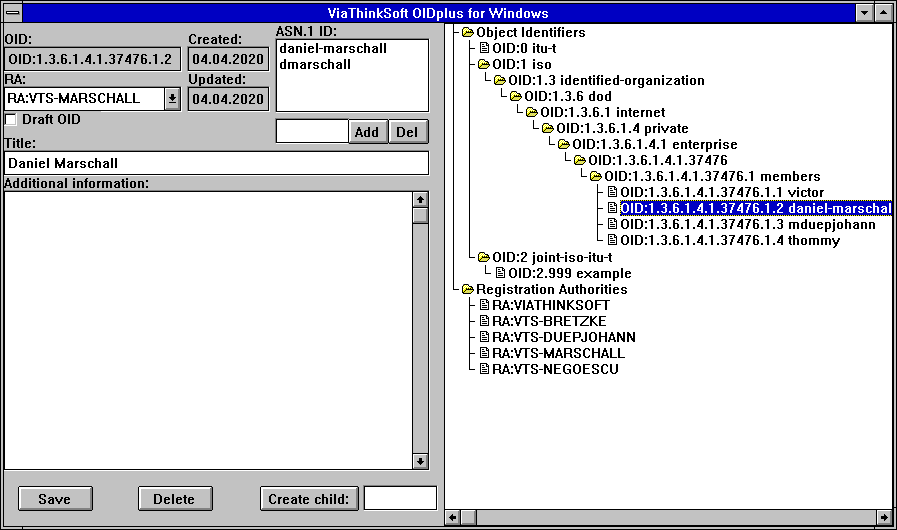 ViaThinkSoft OIDplus for Windows
OID:
OID:1.3.6.1.4.1.37476.1.2
Created:
04.04.2020
ASN.1 ID:
daniel-marschall
dmarschall
RA:
RA:VTS-MARSCHALL
Updated:
04.04.2020
Draft OID
Add
Del
Title:
Daniel Marschall
Additional information:
Save
Delete
Create child:
Object Identifiers
OID:0 itu-t
OID:1 iso
OID:1.3 identified-organization
OID:1.3.6 dod
OID:1.3.6.1 internet
OID:1.3.6.1.4 private
OID:1.3.6.1.4.1 enterprise
OID:1.3.6.1.4.1.37476
OID:1.3.6.1.4.1.37476.1 members
OID:1.3.6.1.4.1.37476.1.1 victor
OID:1.3.6.1.4.1.37476.1.2 daniel-marschal
OID:1.3.6.1.4.1.37476.1.3 mduepjohann
OID:1.3.6.1.4.1.37476.1.4 thommy
OID:2 joint-iso-itu-t
OID:2.999 example
Registration Authorities
RA:VIATHINKSOFT
RA:VTS-BRETZKE
RA:VTS-DUEPJOHANN
RA:VTS-MARSCHALL
RA:VTS-NEGOESCU